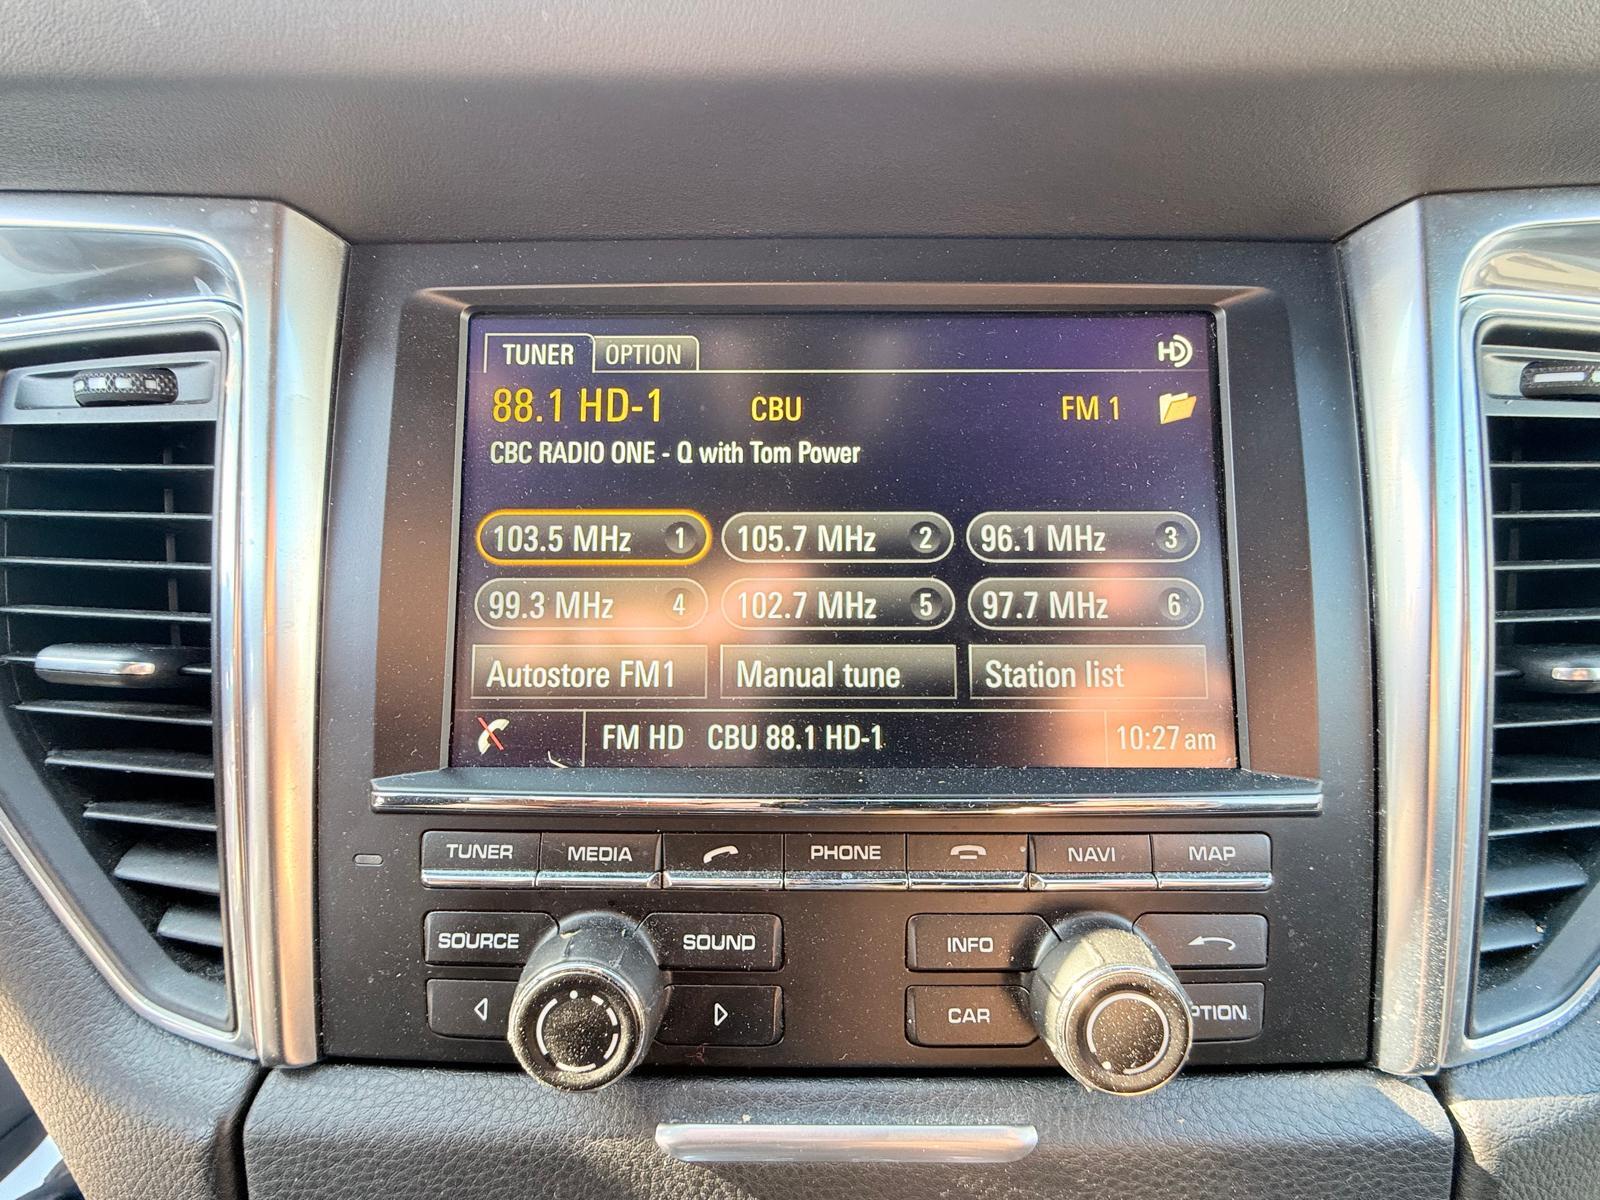 TUNER OPTION HD
88.1 HD-1 CBU FM 1
CBC RADIO ONE - Q with Tom Power
103.5 MHz 1 105.7 MHz 2 96.1 MHz 3
99.3 MHz 4 102.7 MHz 5 97.7 MHz 6
Autostore FM1 Manual tune Station list
FM HD CBU 88.1 HD-1 10:27 am
TUNER MEDIA PHONE NAVI MAP
SOURCE SOUND INFO
CAR PTION